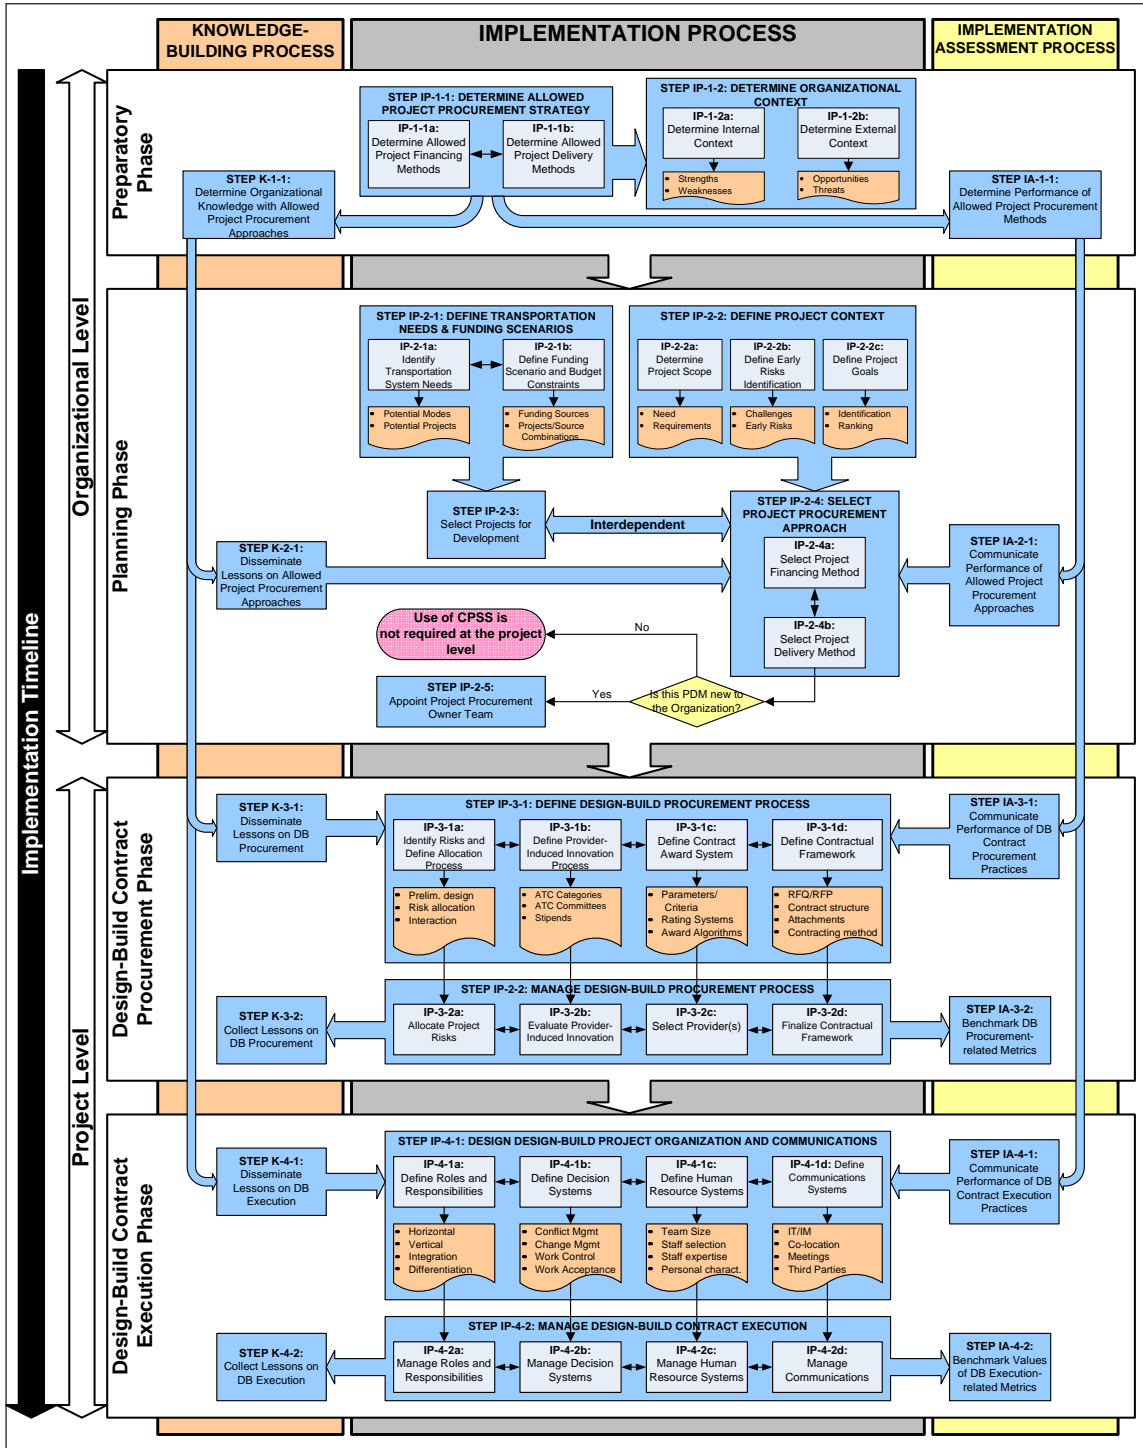 KNOWLEDGE-
BUILDING PROCESS
IMPLEMENTATION PROCESS
IMPLEMENTATION
ASSESSMENT PROCESS
Implementation Timeline
Organizational Level
Project Level
Preparatory
Phase
STEP IP-1-1: DETERMINE ALLOWED
PROJECT PROCUREMENT STRATEGY
IP-1-1a:
Determine Allowed
Project Financing
Methods
IP-1-1b:
Determine Allowed
Project Delivery
Methods
STEP IP-1-2: DETERMINE ORGANIZATIONAL
CONTEXT
IP-1-2a:
Determine Internal
Context
IP-1-2b:
Determine External
Context
Strengths
Weaknesses
Opportunities
Threats
STEP K-1-1:
Determine Organizational
Knowledge with Allowed
Project Procurement
Approaches
STEP IA-1-1:
Determine Performance of
Allowed Project Procurement
Methods
Planning Phase
STEP IP-2-1: DEFINE TRANSPORTATION
NEEDS & FUNDING SCENARIOS
IP-2-1a:
Identify
Transportation
System Needs
IP-2-1b:
Define Funding
Scenario and Budget
Constraints
Potential Modes
Potential Projects
Funding Sources
Projects/Source
Combinations
STEP IP-2-2: DEFINE PROJECT CONTEXT
IP-2-2a:
Determine
Project Scope
IP-2-2b:
Define Early
Risks
Identification
IP-2-2c:
Define Project
Goals
Need
Requirements
Challenges
Early Risks
Identification
Ranking
STEP IP-2-3:
Select Projects for
Development
Interdependent
STEP IP-2-4: SELECT
PROJECT PROCUREMENT
APPROACH
IP-2-4a:
Select Project
Financing Method
IP-2-4b:
Select Project
Delivery Method
STEP K-2-1:
Disseminate
Lessons on Allowed
Project Procurement
Approaches
STEP IA-2-1:
Communicate
Performance of
Allowed Project
Procurement
Approaches
Use of CPSS is
not required at the project
level
No
Is this PDM new to
the Organization?
Yes
STEP IP-2-5:
Appoint Project Procurement
Owner Team
Design-Build Contract
Procurement Phase
STEP K-3-1:
Disseminate
Lessons on DB
Procurement
STEP IP-3-1: DEFINE DESIGN-BUILD PROCUREMENT PROCESS
IP-3-1a:
Identify Risks and
Define Allocation
Process
IP-3-1b:
Define Provider-
Induced Innovation
Process
IP-3-1c:
Define Contract
Award System
IP-3-1d:
Define Contractual
Framework
Prelim. design
Risk allocation
Interaction
ATC Categories
ATC Committees
Stipends
Parameters/
Criteria
Rating Systems
Award Algorithms
RFQ/RFP
Contract structure
Attachments
Contracting method
STEP IA-3-1:
Communicate
Performance of DB
Contract
Procurement
Practices
STEP K-3-2:
Collect Lessons on
DB Procurement
STEP IP-2-2: MANAGE DESIGN-BUILD PROCUREMENT PROCESS
IP-3-2a:
Allocate Project
Risks
IP-3-2b:
Evaluate Provider-
Induced Innovation
IP-3-2c:
Select Provider(s)
IP-3-2d:
Finalize Contractual
Framework
STEP IA-3-2:
Benchmark DB
Procurement-
related Metrics
Design-Build Contract
Execution Phase
STEP K-4-1:
Disseminate
Lessons on DB
Execution
STEP IP-4-1: DESIGN DESIGN-BUILD PROJECT ORGANIZATION AND COMMUNICATIONS
IP-4-1a:
Define Roles and
Responsibilities
IP-4-1b:
Define Decision
Systems
IP-4-1c:
Define Human
Resource Systems
IP-4-1d: Define
Communications
Systems
Horizontal
Vertical
Integration
Differentiation
Conflict Mgmt
Change Mgmt
Work Control
Work Acceptance
Team Size
Staff selection
Staff expertise
Personal charact.
IT/IM
Co-location
Meetings
Third Parties
STEP IA-4-1:
Communicate
Performance of DB
Contract Execution
Practices
STEP K-4-2:
Collect Lessons on
DB Execution
STEP IP-4-2: MANAGE DESIGN-BUILD CONTRACT EXECUTION
IP-4-2a:
Manage Roles and
Responsibilities
IP-4-2b:
Manage Decision
Systems
IP-4-2c:
Manage Human
Resource Systems
IP-4-2d:
Manage
Communications
STEP IA-4-2:
Benchmark Values
of DB Execution-
related Metrics